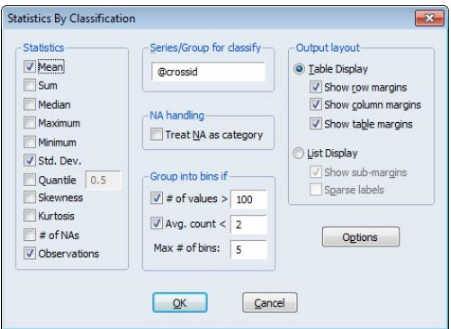 Statistics By Classification
Statistics
Mean
Sum
Median
Maximum
Minimum
Std. Dev.
Quantile 0.5
Skewness
Kurtosis
# of NAs
Observations
Series/Group for classify
@crossid
NA handling
Treat NA as category
Group into bins if
# of values > 100
Avg. count < 2
Max # of bins: 5
Output layout
Table Display
Show row margins
Show column margins
Show table margins
List Display
Show sub-margins
Sparse labels
Options
OK
Cancel